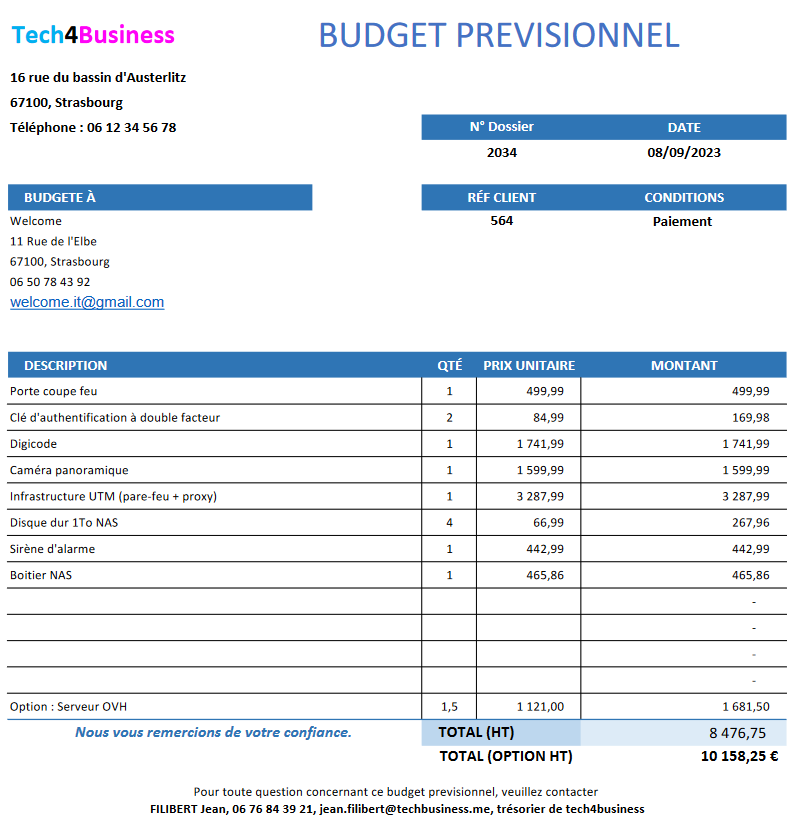 Tech4Business
BUDGET PREVISIONNEL
16 rue du bassin d'Austerlitz
67100, Strasbourg
Téléphone : 06 12 34 56 78
N° Dossier DATE
2034 08/09/2023
BUDGETE À
RÉF CLIENT CONDITIONS
564 Paiement
Welcome
11 Rue de l'Elbe
67100, Strasbourg
06 50 78 43 92
welcome.it@gmail.com
DESCRIPTION QTÉ PRIX UNITAIRE MONTANT
Porte coupe feu 1 499,99 499,99
Clé d'authentification à double facteur 2 84,99 169,98
Digicode 1 1 741,99 1 741,99
Caméra panoramique 1 1 599,99 1 599,99
Infrastructure UTM (pare-feu + proxy) 1 3 287,99 3 287,99
Disque dur 1To NAS 4 66,99 267,96
Sirène d'alarme 1 442,99 442,99
Boitier NAS 1 465,86 465,86
-
-
-
-
Option : Serveur OVH 1,5 1 121,00 1 681,50
Nous vous remercions de votre confiance. TOTAL (HT) 8 476,75
TOTAL (OPTION HT) 10 158,25 €
Pour toute question concernant ce budget previsionnel, veuillez contacter
FILIBERT Jean, 06 76 84 39 21, jean.filibert@techbusiness.me, trésorier de tech4business